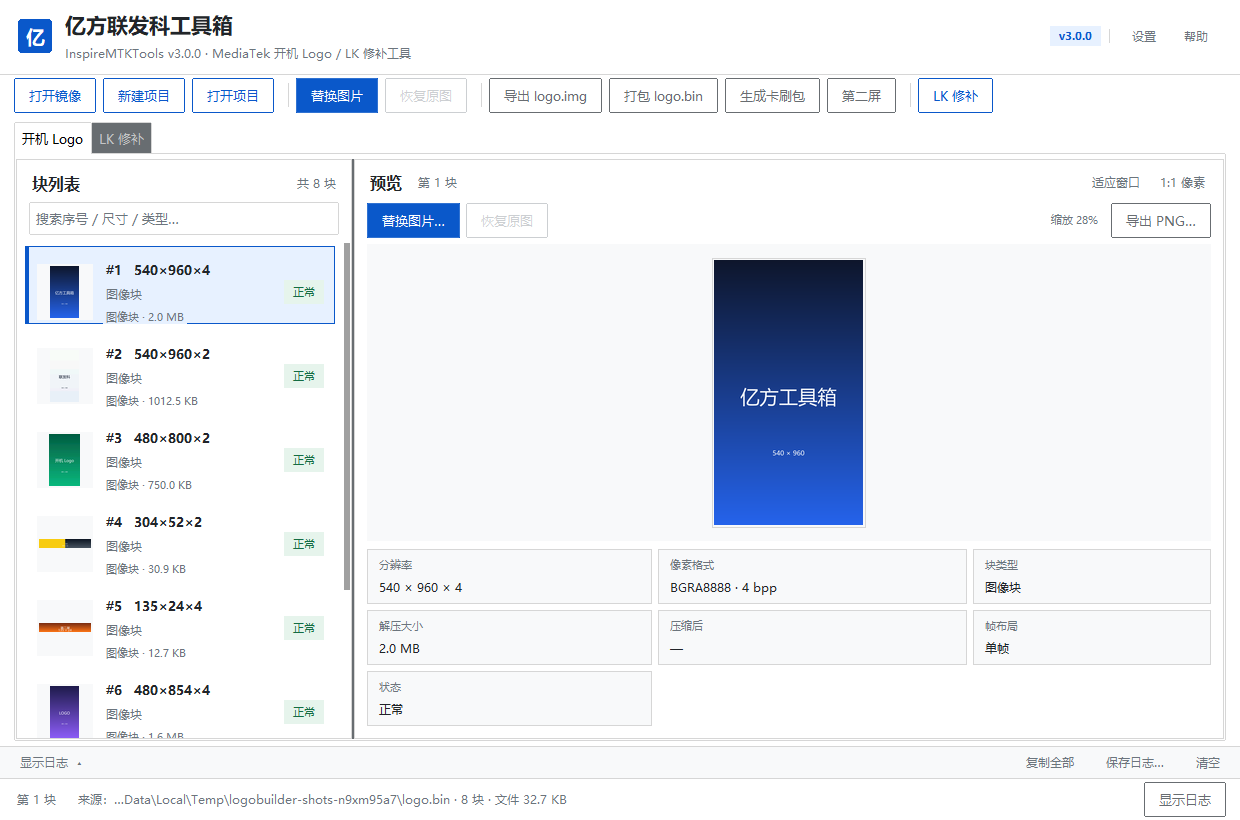 亿
亿方联发科工具箱
InspireMTKTools v3.0.0 · MediaTek 开机 Logo / LK 修补工具
v3.0.0 设置 帮助
打开镜像 新建项目 打开项目 替换图片 恢复原图 导出 logo.img 打包 logo.bin 生成卡刷包 第二屏 LK 修补
开机 Logo LK 修补
块列表 共 8 块
搜索序号 / 尺寸 / 类型...
#1 540×960×4
图像块
图像块 · 2.0 MB
正常
#2 540×960×2
图像块
图像块 · 1012.5 KB
正常
#3 480×800×2
图像块
图像块 · 750.0 KB
正常
#4 304×52×2
图像块
图像块 · 30.9 KB
正常
#5 135×24×4
图像块
图像块 · 12.7 KB
正常
#6 480×854×4
图像块
图像块 · 1.6 MB
正常
预览 第 1 块 适应窗口 1:1 像素
替换图片... 恢复原图 缩放 28% 导出 PNG...
亿方工具箱
540 × 960
分辨率
540 × 960 × 4
像素格式
BGRA8888 · 4 bpp
块类型
图像块
解压大小
2.0 MB
压缩后
—
帧布局
单帧
状态
正常
显示日志 复制全部 保存日志... 清空
第 1 块 来源: ...Data\Local\Temp\logobuilder-shots-n9xm95a7\logo.bin · 8 块 · 文件 32.7 KB 显示日志